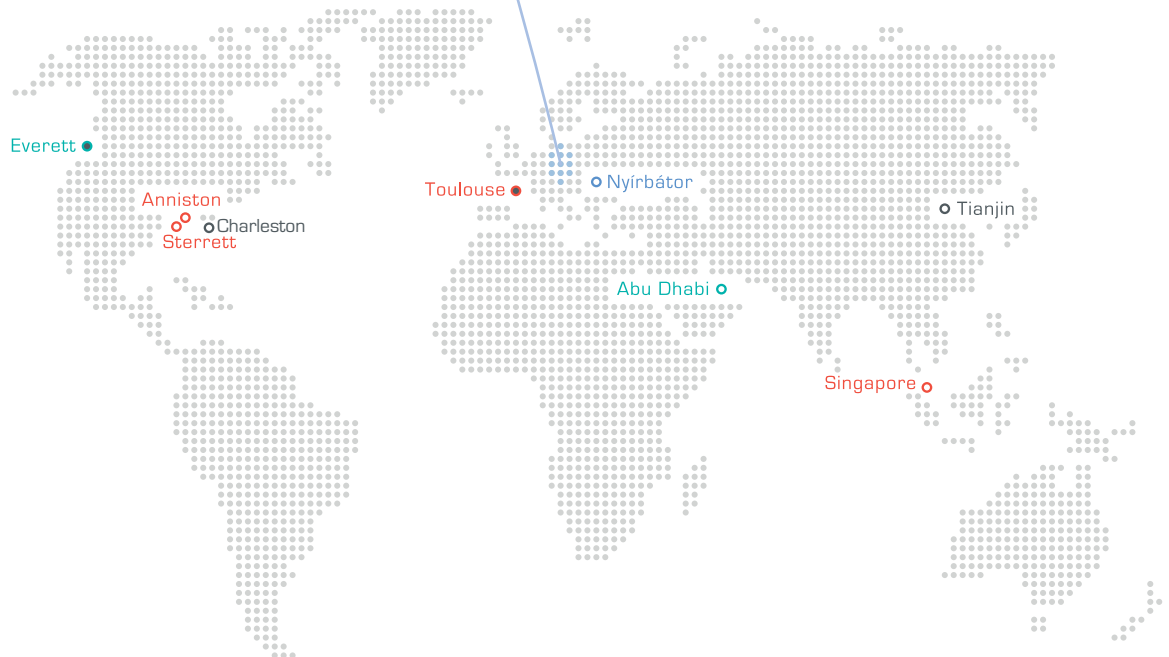 Everett
Anniston
Sterrett
Charleston
Toulouse
Nyírbátor
Tianjin
Abu Dhabi
Singapore